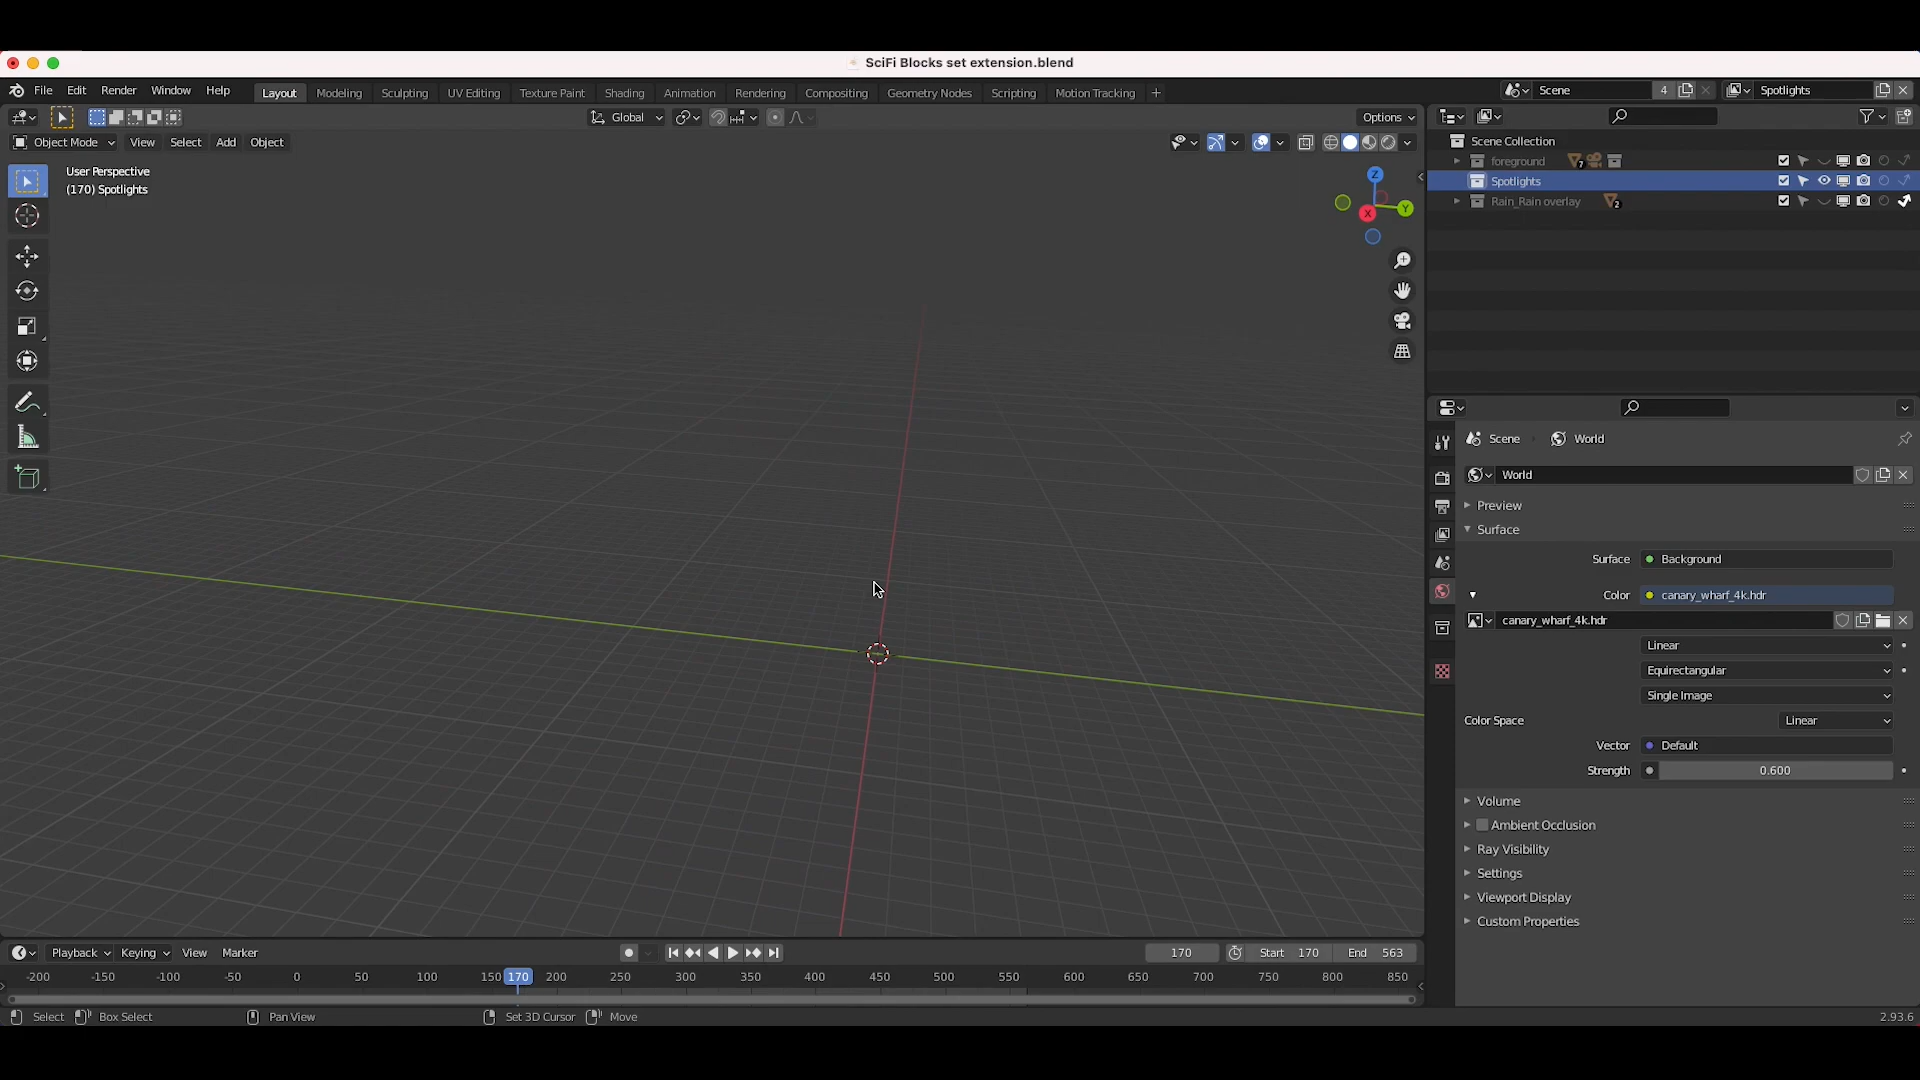 SciFi Blocks set extension.blend
File Edit Render Window Help Layout Modeling Sculpting UV Editing Texture Paint Shading Animation Rendering Compositing Geometry Nodes Scripting Motion Tracking + Scene 4 Spotlights
Global Options
Object Mode View Select Add Object
User Perspective
(170) Spotlights
Z
Y
X
Scene Collection
foreground 7
Spotlights
Rain_Rain overlay 2
Scene World
World
Preview
Surface
Surface Background
Color canary_wharf_4k.hdr
canary_wharf_4k.hdr
Linear
Equirectangular
Single Image
Color Space Linear
Vector Default
Strength 0.600
Volume
Ambient Occlusion
Ray Visibility
Settings
Viewport Display
Custom Properties
Playback Keying View Marker 170 Start 170 End 563
-200 -150 -100 -50 0 50 100 150 170 200 250 300 350 400 450 500 550 600 650 700 750 800 850
Select Box Select Pan View Set 3D Cursor Move 2.93.6